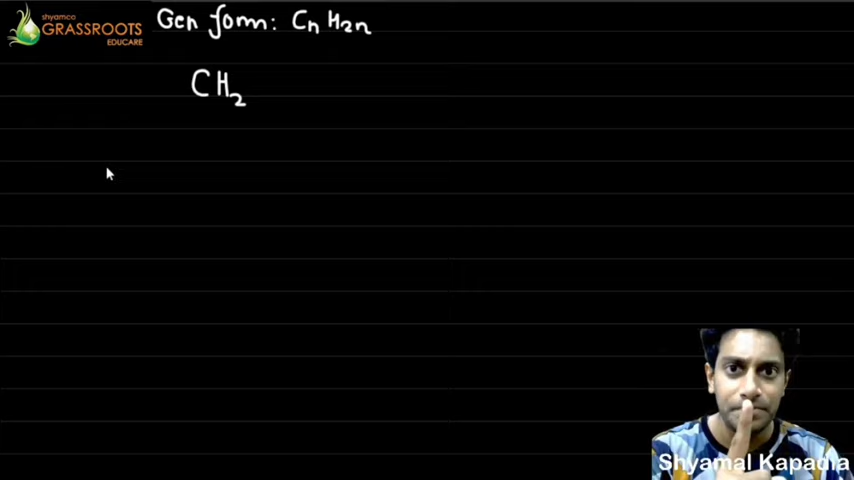 shyamco
GRASSROOTS
EDUCARE
Gen form: CnH2n
CH2
Shyamal Kapadia